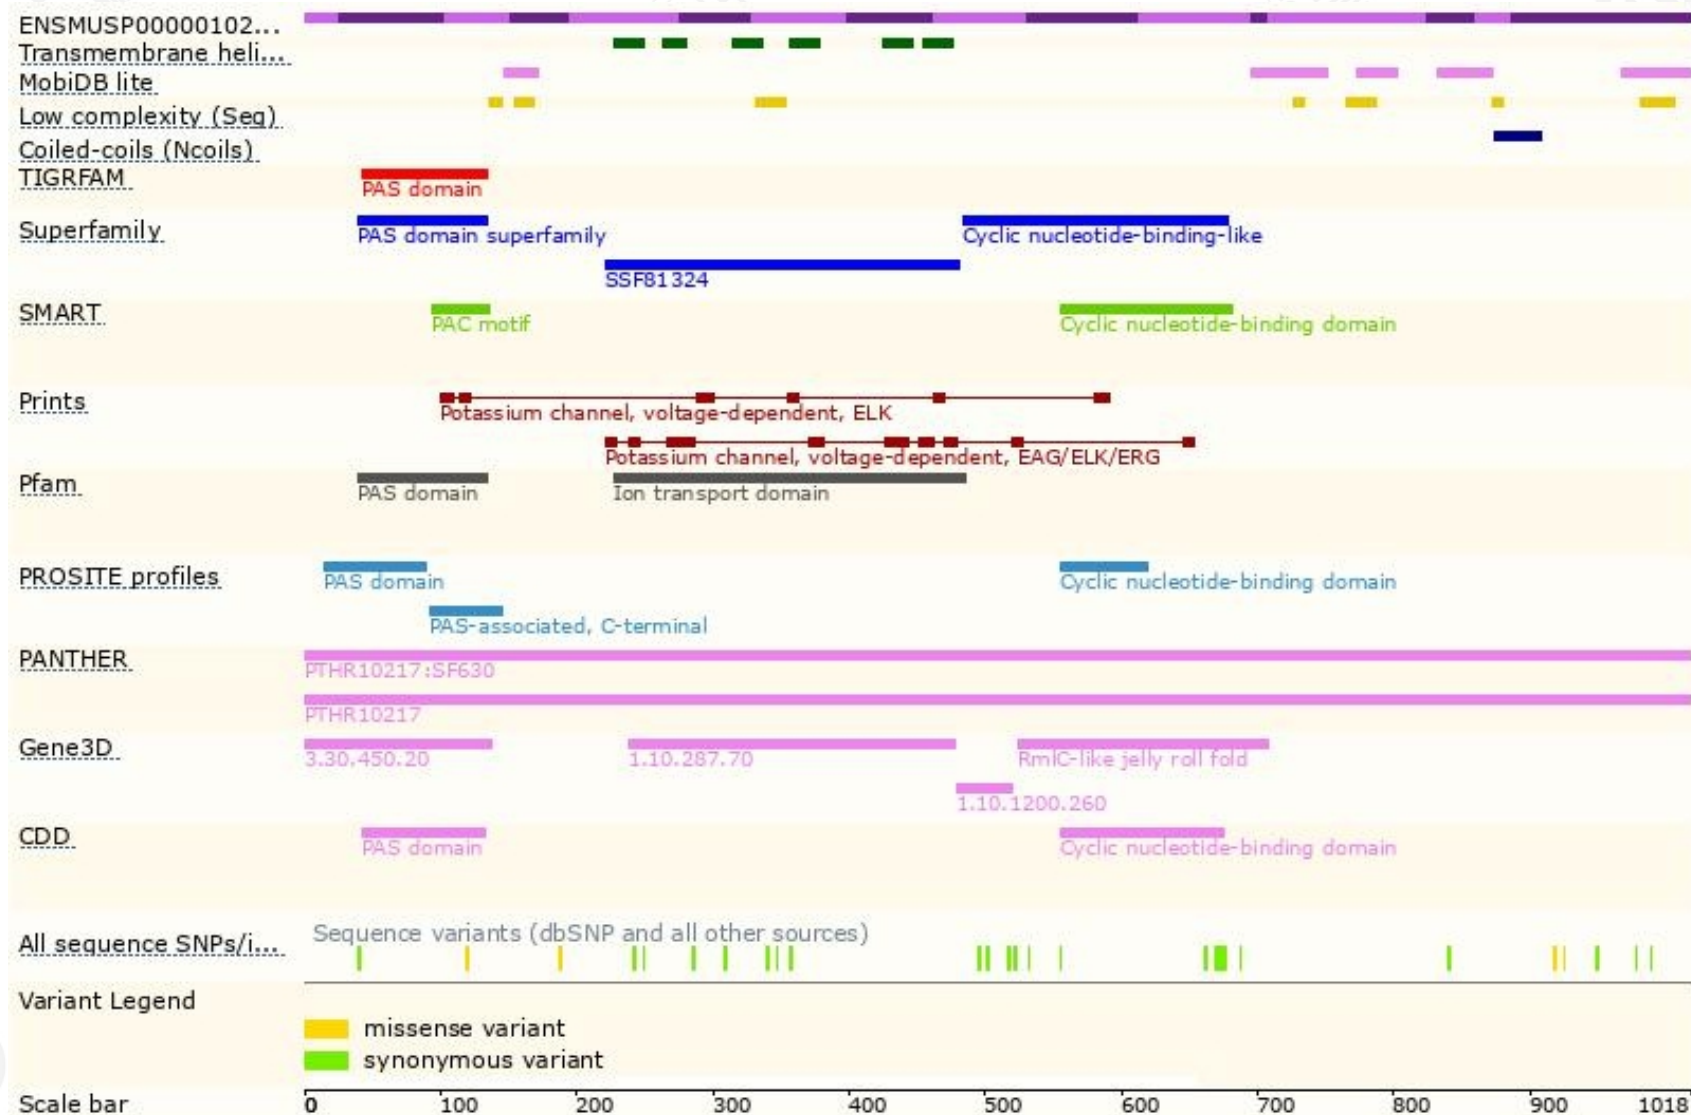 ENSMUSP00000102...
Transmembrane heli...
MobiDB lite
Low complexity (Seg)
Coiled-coils (Ncoils)
TIGRFAM
PAS domain
Superfamily
PAS domain superfamily
Cyclic nucleotide-binding-like
SSF81324
SMART
PAC motif
Cyclic nucleotide-binding domain
Prints
Potassium channel, voltage-dependent, ELK
Potassium channel, voltage-dependent, EAG/ELK/ERG
Pfam
PAS domain
Ion transport domain
PROSITE profiles
PAS domain
Cyclic nucleotide-binding domain
PAS-associated, C-terminal
PANTHER
PTHR10217:SF630
PTHR10217
Gene3D
3.30.450.20
1.10.287.70
RmlC-like jelly roll fold
1.10.1200.260
CDD
PAS domain
Cyclic nucleotide-binding domain
All sequence SNPs/i...
Sequence variants (dbSNP and all other sources)
Variant Legend
missense variant
synonymous variant
Scale bar
0 100 200 300 400 500 600 700 800 900 1018